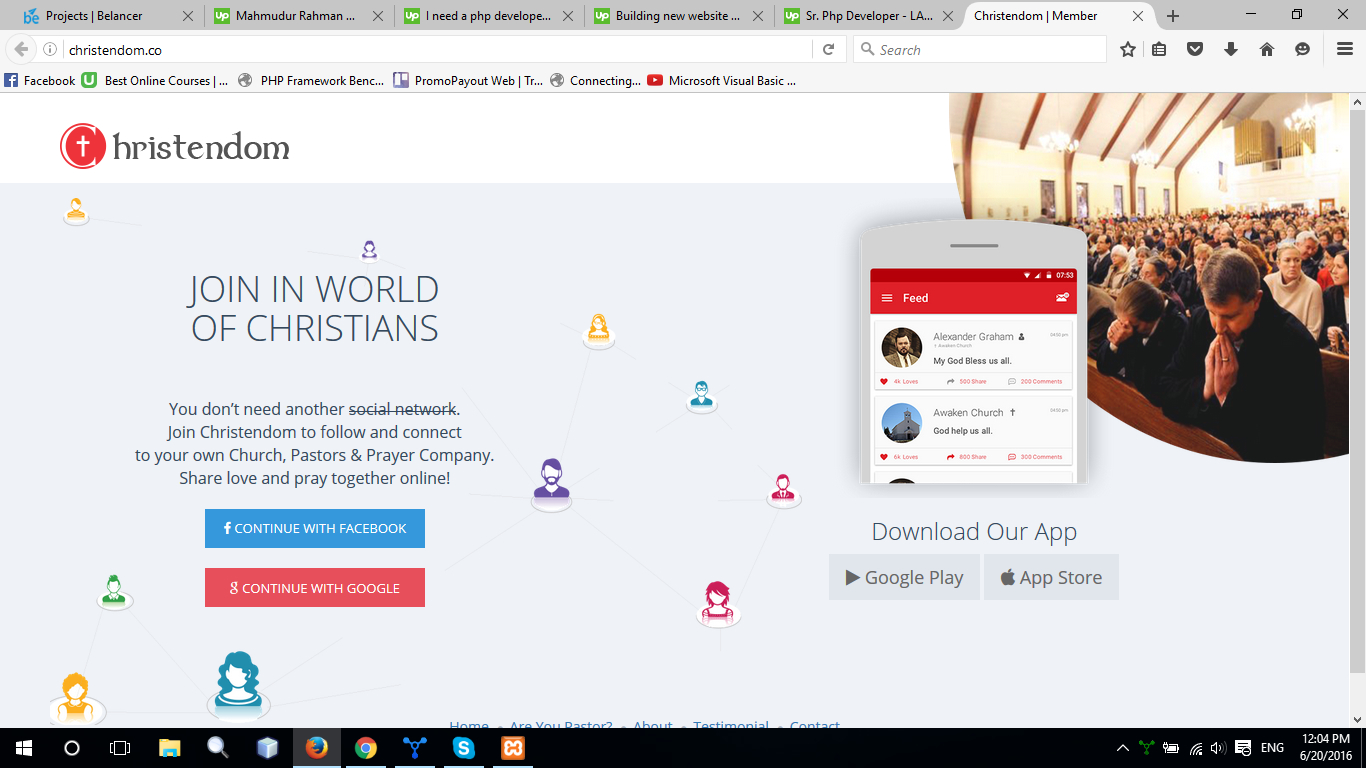 Projects | Belancer
Mahmudur Rahman ...
I need a php develope...
Building new website ...
Sr. Php Developer - LA...
Christendom | Member
christendom.co
Search
Facebook
Best Online Courses | ...
PHP Framework Benc...
PromoPayout Web | Tr...
Connecting...
Microsoft Visual Basic ...
hristendom
JOIN IN WORLD
OF CHRISTIANS
You don't need another social network.
Join Christendom to follow and connect
to your own Church, Pastors & Prayer Company.
Share love and pray together online!
CONTINUE WITH FACEBOOK
CONTINUE WITH GOOGLE
07:53
Feed
Alexander Graham
04:50 pm
Awaken Church
My God Bless us all.
4k Loves
500 Share
200 Comments
Awaken Church
04:50 pm
God help us all.
6k Loves
800 Share
300 Comments
Download Our App
Google Play
App Store
Home
Are You Pastor?
About
Testimonial
Contact
ENG
12:04 PM
6/20/2016